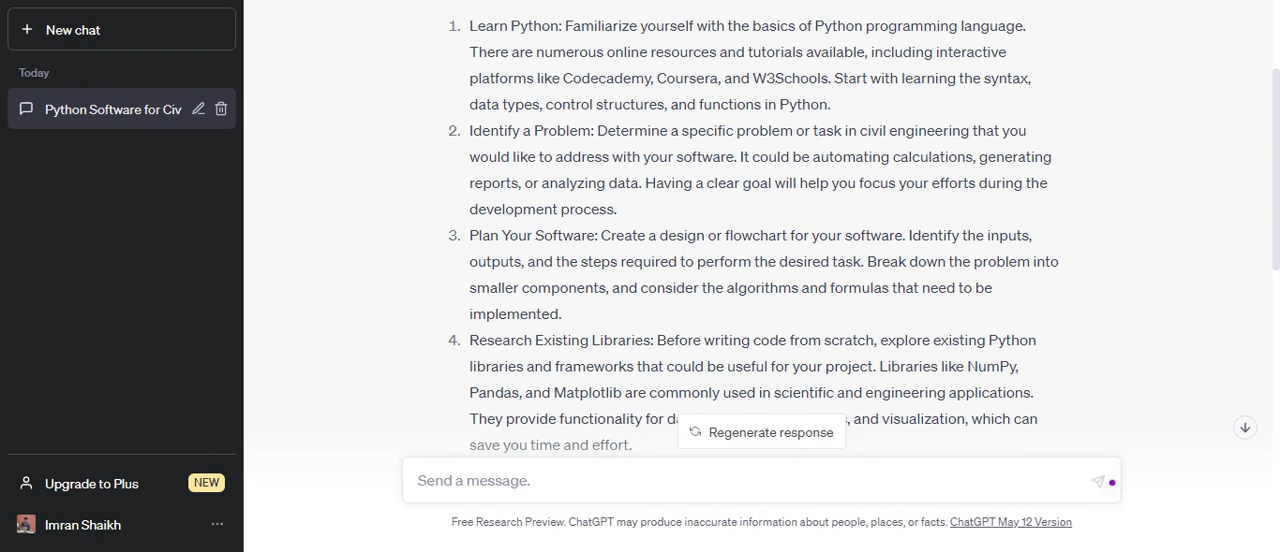 New chat
Today
Python Software for Civ
Upgrade to Plus
NEW
Imran Shaikh
1. Learn Python: Familiarize yourself with the basics of Python programming language.
There are numerous online resources and tutorials available, including interactive
platforms like Codecademy, Coursera, and W3Schools. Start with learning the syntax,
data types, control structures, and functions in Python.
2. Identify a Problem: Determine a specific problem or task in civil engineering that you
would like to address with your software. It could be automating calculations, generating
reports, or analyzing data. Having a clear goal will help you focus your efforts during the
development process.
3. Plan Your Software: Create a design or flowchart for your software. Identify the inputs,
outputs, and the steps required to perform the desired task. Break down the problem into
smaller components, and consider the algorithms and formulas that need to be
implemented.
4. Research Existing Libraries: Before writing code from scratch, explore existing Python
libraries and frameworks that could be useful for your project. Libraries like NumPy,
Pandas, and Matplotlib are commonly used in scientific and engineering applications.
They provide functionality for , and visualization, which can
save you time and effort.
Regenerate response
Send a message.
Free Research Preview. ChatGPT may produce inaccurate information about people, places, or facts. ChatGPT May 12 Version